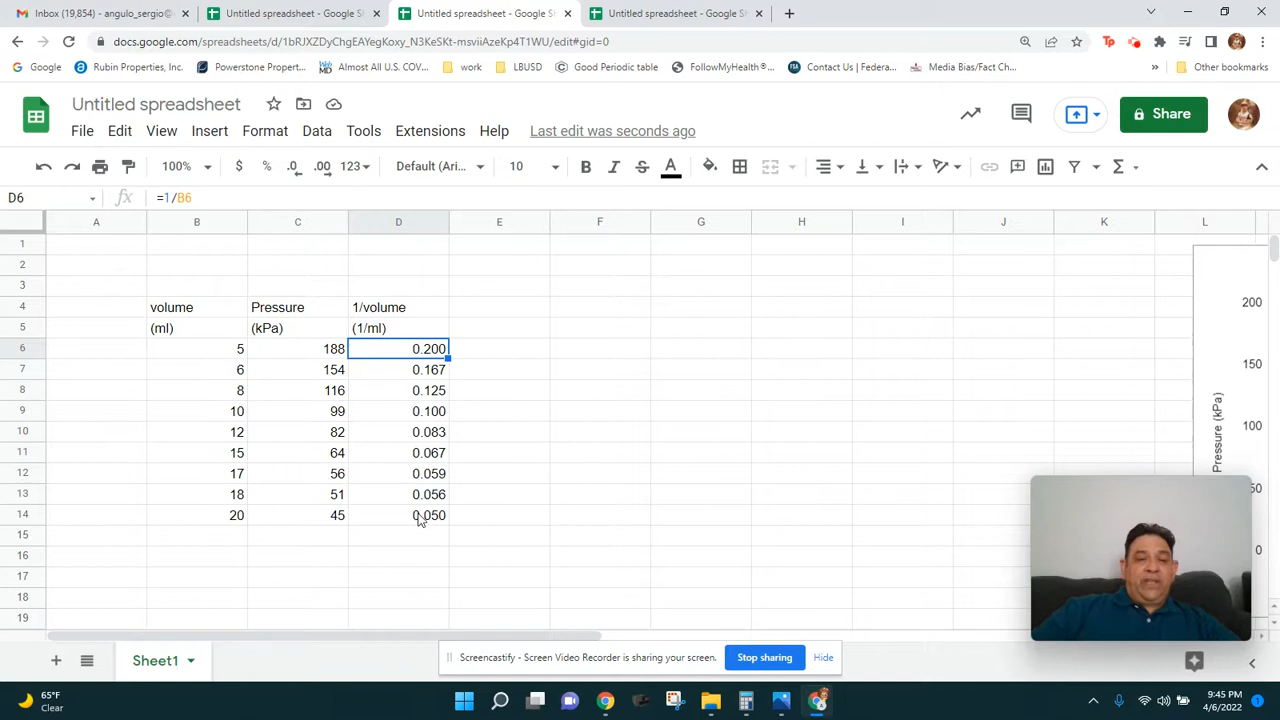 Inbox (19,854) - angulo_sergio@
Untitled spreadsheet - Google S
Untitled spreadsheet - Google S
Untitled spreadsheet - Google S
docs.google.com/spreadsheets/d/1bRJXZDyChgEAYegKoxy_N3KeSKt-msviiAzeKp4T1WU/edit#gid=0
Google
Rubin Properties, Inc.
Powerstone Propert...
Almost All U.S. COV...
work
LBUSD
Good Periodic table
FollowMyHealth®...
Contact Us | Federa...
Media Bias/Fact Ch...
»
Other bookmarks
Untitled spreadsheet
File Edit View Insert Format Data Tools Extensions Help Last edit was seconds ago
Share
100% $ % .0 .00 123 Default (Ari... 10 B I S A Σ
D6 fx =1/B6
A B C D E F G H I J K L
1
2
3
4 volume Pressure 1/volume
5 (ml) (kPa) (1/ml)
6 5 188 0.200
7 6 154 0.167
8 8 116 0.125
9 10 99 0.100
10 12 82 0.083
11 15 64 0.067
12 17 56 0.059
13 18 51 0.056
14 20 45 0.050
15
16
17
18
19
200
150
100
50
0
Pressure (kPa)
Sheet1
Screencastify - Screen Video Recorder is sharing your screen. Stop sharing Hide
65°F
Clear
9:45 PM
4/6/2022